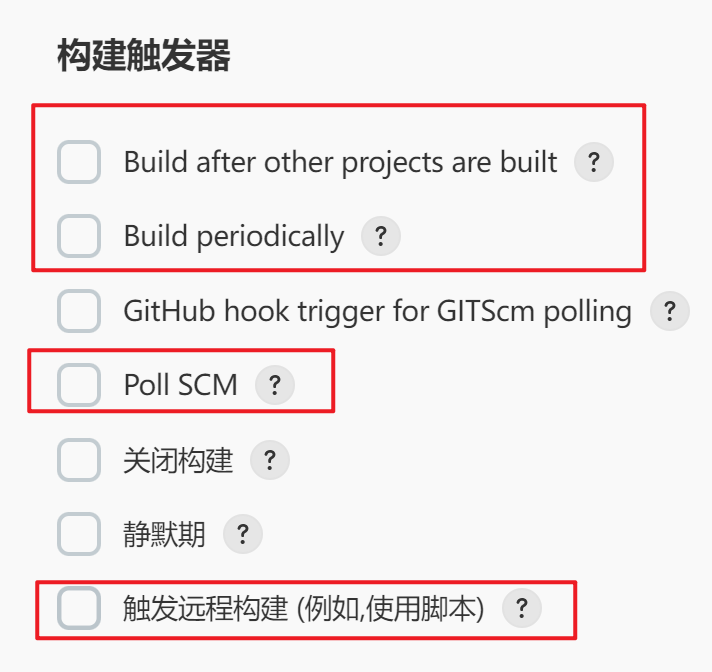 构建触发器
Build after other projects are built ?
Build periodically ?
GitHub hook trigger for GITScm polling ?
Poll SCM ?
关闭构建 ?
静默期 ?
触发远程构建 (例如,使用脚本) ?